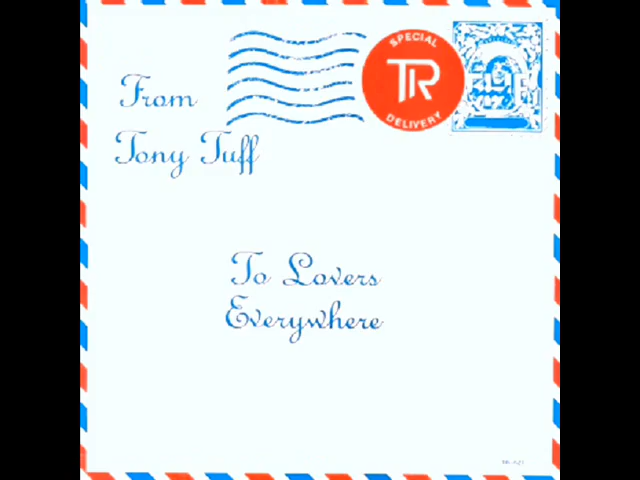 SPECIAL
TR
DELIVERY
From
Tony Tuff
To Lovers
Everywhere